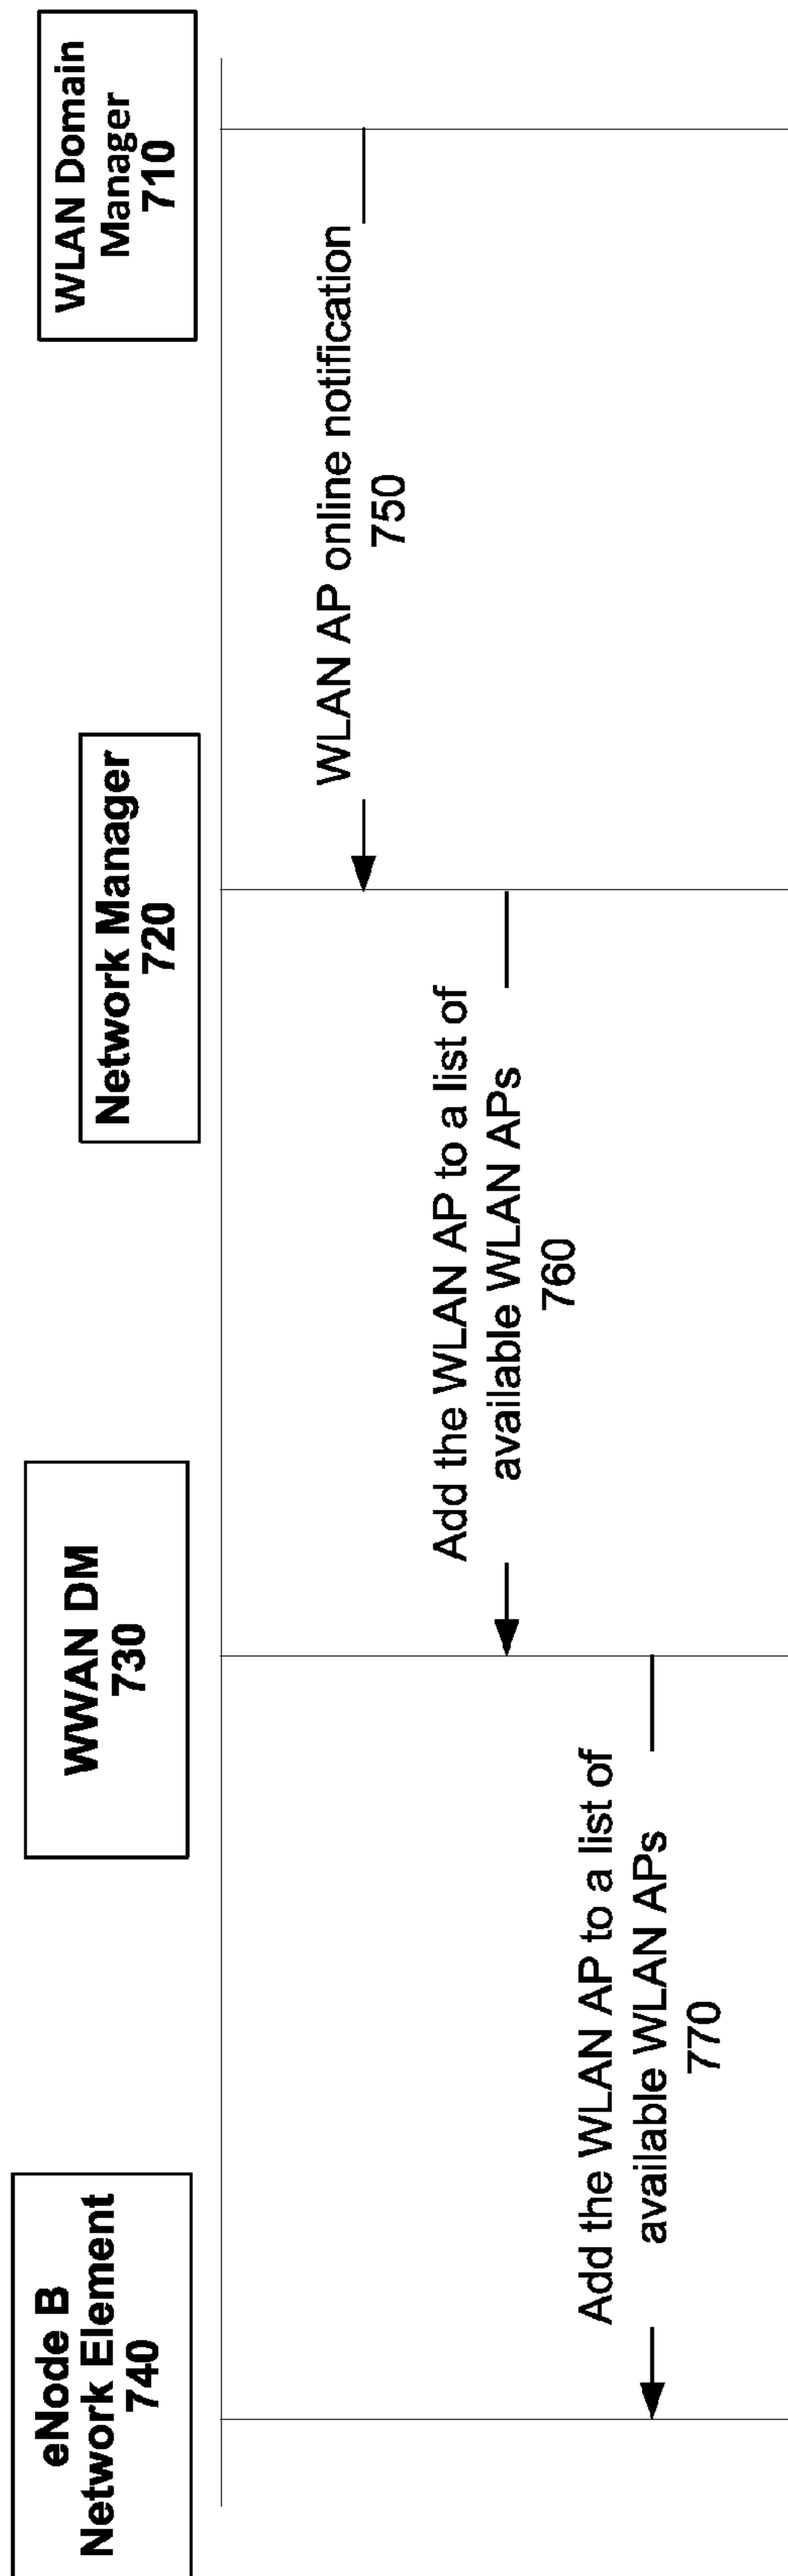 eNode B
Network Element
740
WWAN DM
730
Network Manager
720
WLAN Domain
Manager
710
WLAN AP online notification
750
Add the WLAN AP to a list of
available WLAN APs
760
Add the WLAN AP to a list of
available WLAN APs
770